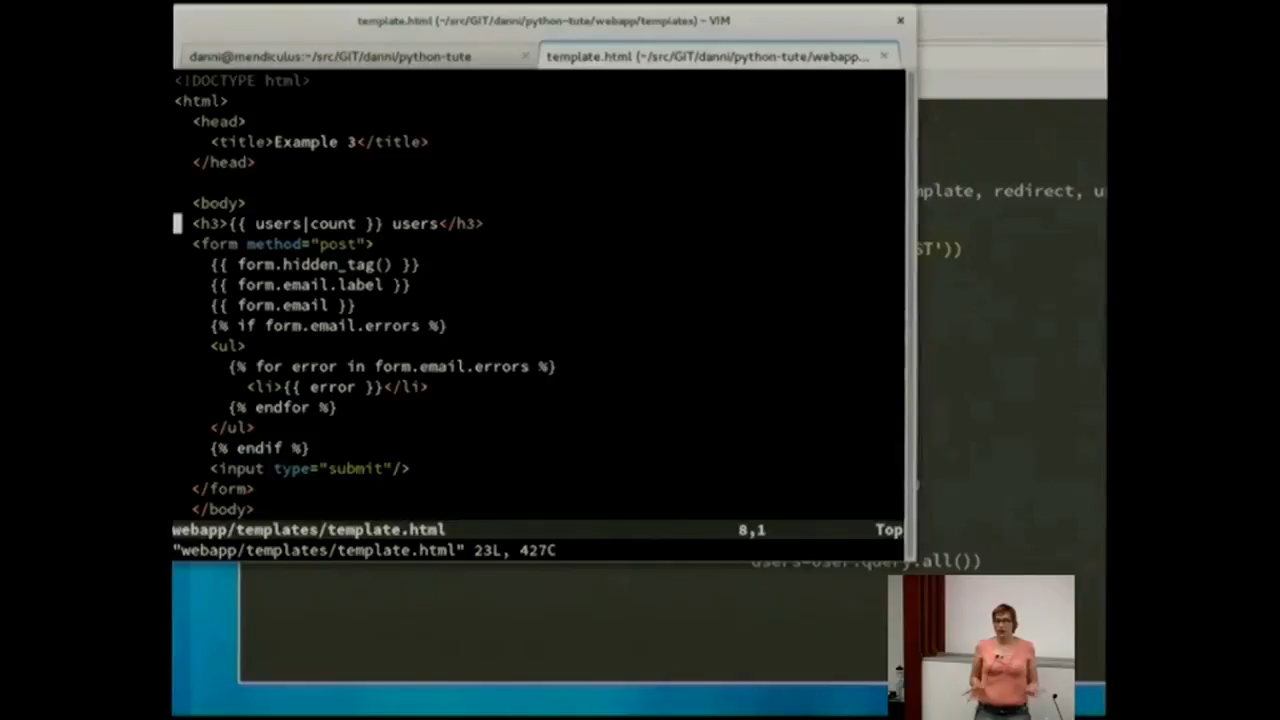 template.html (~/src/GIT/danni/python-tute/webapp/templates) - VIM
danni@mendiculus:~/src/GIT/danni/python-tute
template.html (~/src/GIT/danni/python-tute/webapp...
<!DOCTYPE html>
<html>
<head>
<title>Example 3</title>
</head>
<body>
<h3>{{ users|count }} users</h3>
<form method="post">
{{ form.hidden_tag() }}
{{ form.email.label }}
{{ form.email }}
{% if form.email.errors %}
<ul>
{% for error in form.email.errors %}
<li>{{ error }}</li>
{% endfor %}
</ul>
{% endif %}
<input type="submit"/>
</form>
</body>
webapp/templates/template.html 8,1 Top
"webapp/templates/template.html" 23L, 427C
mplate, redirect, u
ST'))
users=user.query.all())